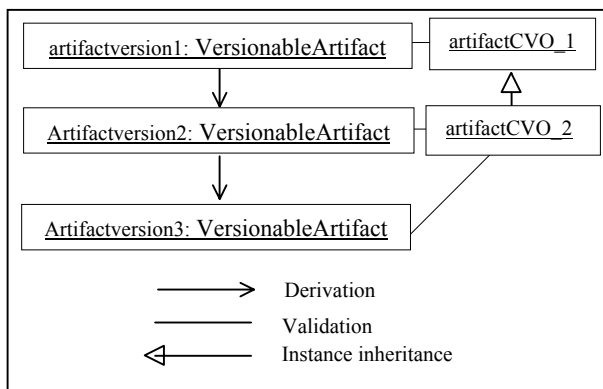 artifactversion1: VersionableArtifact
artifactCVO_1
Artifactversion2: VersionableArtifact
artifactCVO_2
Artifactversion3: VersionableArtifact
Derivation
Validation
Instance inheritance